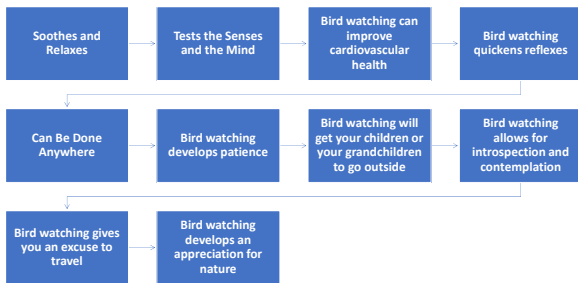 Soothes and
Relaxes
Tests the Senses
and the Mind
Bird watching can
improve
cardiovascular
health
Bird watching
quickens reflexes
Can Be Done
Anywhere
Bird watching
develops patience
Bird watching will
get your children or
your grandchildren
to go outside
Bird watching
allows for
introspection and
contemplation
Bird watching gives
you an excuse to
travel
Bird watching
develops an
appreciation for
nature